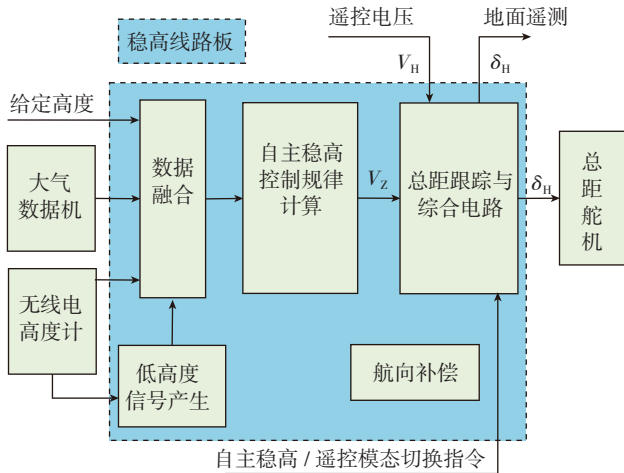 遥控电压
地面遥测
稳高线路板
V_H
δ_H
给定高度
数据
融合
自主稳高
控制规律
计算
总距跟踪与
综合电路
大气
数据机
V_Z
δ_H
总
距
舵
机
无线电
高度计
低高度
信号产生
航向补偿
自主稳高/遥控模态切换指令